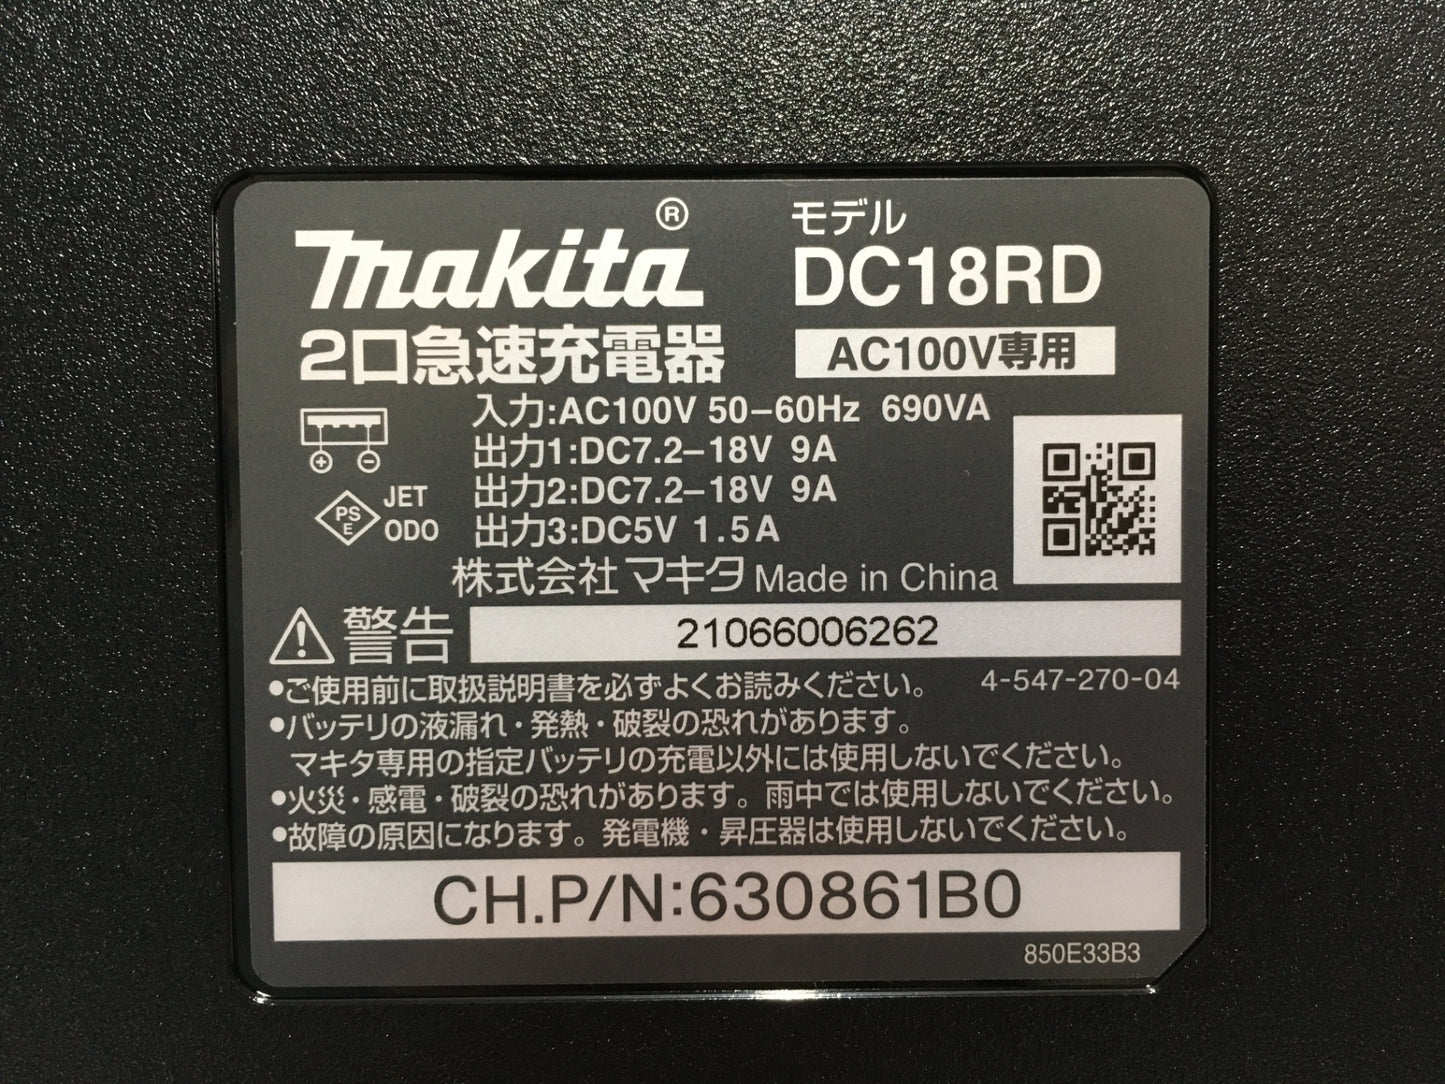 makita®
2口急速充電器
モデル
DC18RD
AC100V専用
入力:AC100V 50–60Hz 690VA
出力1:DC7.2–18V 9A
出力2:DC7.2–18V 9A
出力3:DC5V 1.5A
+ −
PS
E
JET
ODO
株式会社マキタ Made in China
警告
21066006262
•ご使用前に取扱説明書を必ずよくお読みください。 4-547-270-04
•バッテリの液漏れ・発熱・破裂の恐れがあります。
マキタ専用の指定バッテリの充電以外には使用しないでください。
•火災・感電・破裂の恐れがあります。雨中では使用しないでください。
•故障の原因になります。発電機・昇圧器は使用しないでください。
CH.P/N:630861B0
850E33B3